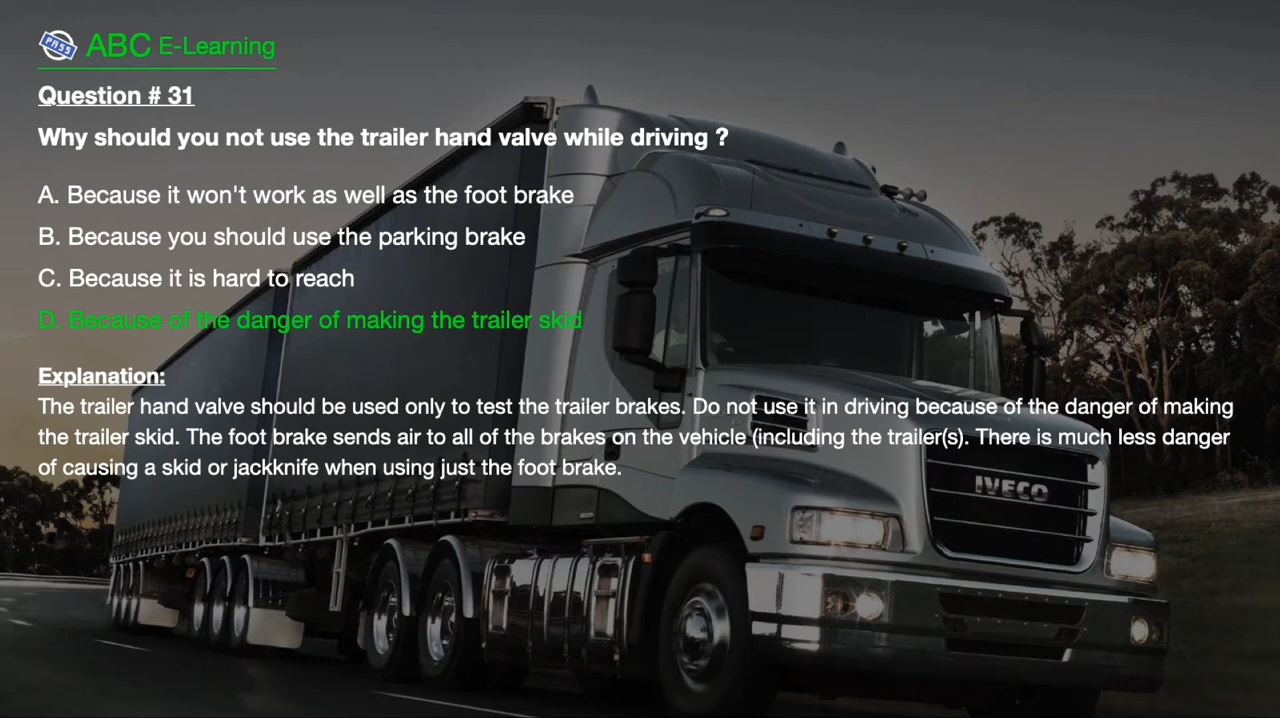 PASS
ABC E-Learning
Question # 31
Why should you not use the trailer hand valve while driving ?
A. Because it won't work as well as the foot brake
B. Because you should use the parking brake
C. Because it is hard to reach
D. Because of the danger of making the trailer skid
Explanation:
The trailer hand valve should be used only to test the trailer brakes. Do not use it in driving because of the danger of making
the trailer skid. The foot brake sends air to all of the brakes on the vehicle (including the trailer(s). There is much less danger
of causing a skid or jackknife when using just the foot brake.
IVECO